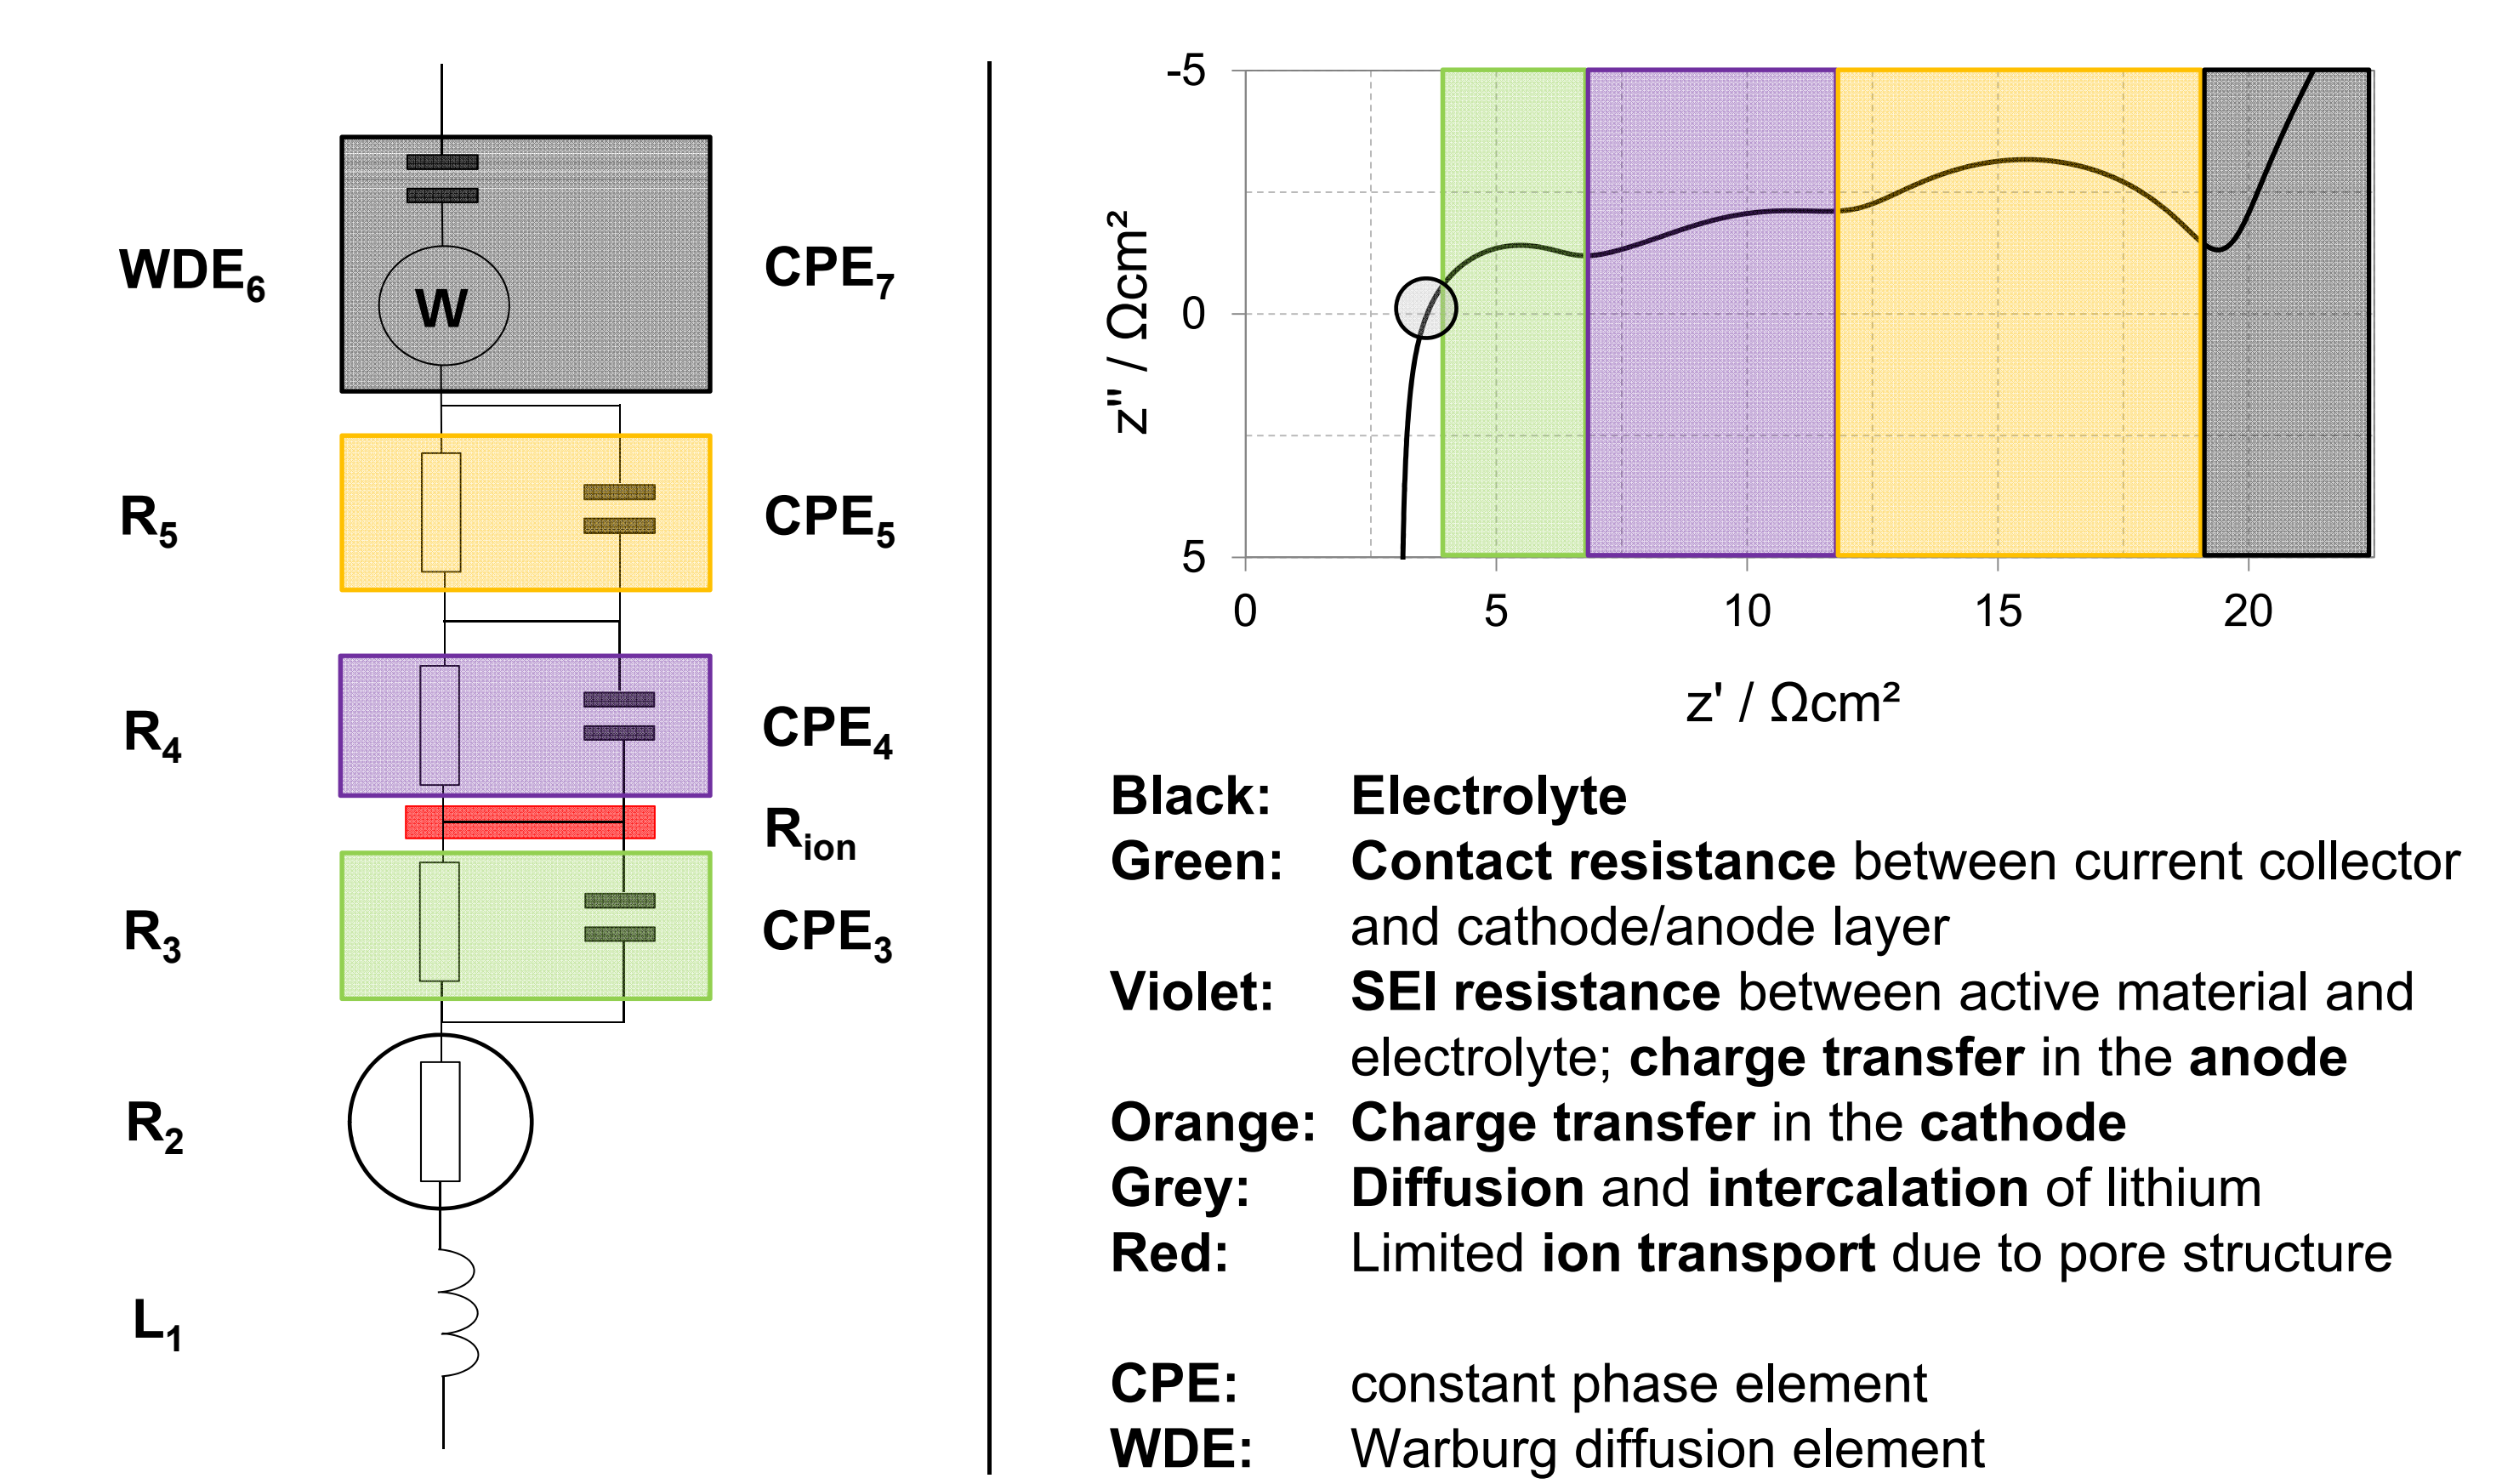 WDE6
W
CPE7
R5
CPE5
R4
CPE4
Rion
R3
CPE3
R2
L1
-5
0
5
z'' / Ωcm²
0 5 10 15 20
z' / Ωcm²
Black: Electrolyte
Green: Contact resistance between current collector
and cathode/anode layer
Violet: SEI resistance between active material and
electrolyte; charge transfer in the anode
Orange: Charge transfer in the cathode
Grey: Diffusion and intercalation of lithium
Red: Limited ion transport due to pore structure
CPE: constant phase element
WDE: Warburg diffusion element